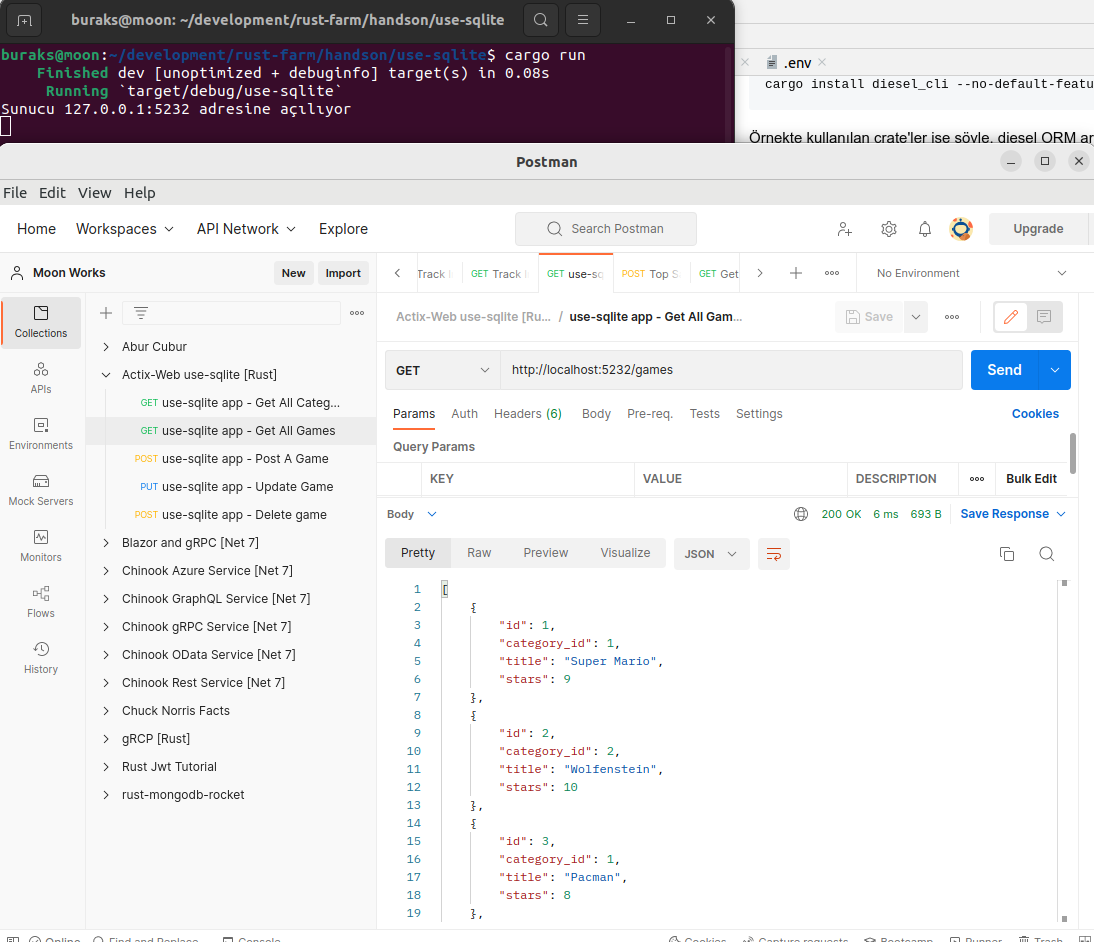 buraks@moon: ~/development/rust-farm/handson/use-sqlite
buraks@moon:~/development/rust-farm/handson/use-sqlite$ cargo run
Finished dev [unoptimized + debuginfo] target(s) in 0.08s
Running `target/debug/use-sqlite`
Sunucu 127.0.0.1:5232 adresine açılıyor
.env
cargo install diesel_cli --no-default-featu
Örnekte kullanılan crate'ler ise şöyle. diesel ORM ar
Postman
File Edit View Help
Home Workspaces API Network Explore
Search Postman
Upgrade
Moon Works
New
Import
Track
GET Track
GET use-sq
POST Top S
GET Get
No Environment
Collections
APIs
Environments
Mock Servers
Monitors
Flows
History
Abur Cubur
Actix-Web use-sqlite [Rust]
GET use-sqlite app - Get All Categ...
GET use-sqlite app - Get All Games
POST use-sqlite app - Post A Game
PUT use-sqlite app - Update Game
POST use-sqlite app - Delete game
Blazor and gRPC [Net 7]
Chinook Azure Service [Net 7]
Chinook GraphQL Service [Net 7]
Chinook gRPC Service [Net 7]
Chinook OData Service [Net 7]
Chinook Rest Service [Net 7]
Chuck Norris Facts
gRCP [Rust]
Rust Jwt Tutorial
rust-mongodb-rocket
Actix-Web use-sqlite [Ru... / use-sqlite app - Get All Gam...
Save
GET http://localhost:5232/games
Send
Params Auth Headers (6) Body Pre-req. Tests Settings
Cookies
Query Params
KEY VALUE DESCRIPTION Bulk Edit
Body 200 OK 6 ms 693 B Save Response
Pretty Raw Preview Visualize JSON
1 [
2 {
3 "id": 1,
4 "category_id": 1,
5 "title": "Super Mario",
6 "stars": 9
7 },
8 {
9 "id": 2,
10 "category_id": 2,
11 "title": "Wolfenstein",
12 "stars": 10
13 },
14 {
15 "id": 3,
16 "category_id": 1,
17 "title": "Pacman",
18 "stars": 8
19 },
Online Find and Replace Console Cookies Capture requests Bootcamp Runner Trash